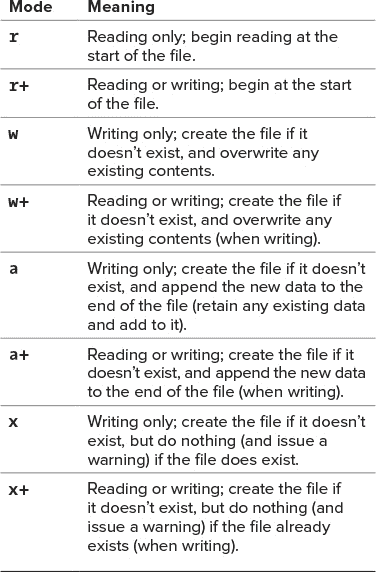 Mode Meaning
r Reading only; begin reading at the
start of the file.
r+ Reading or writing; begin at the start
of the file.
w Writing only; create the file if it
doesn’t exist, and overwrite any
existing contents.
w+ Reading or writing; create the file if
it doesn’t exist, and overwrite any
existing contents (when writing).
a Writing only; create the file if it doesn’t
exist, and append the new data to the
end of the file (retain any existing data
and add to it).
a+ Reading or writing; create the file if it
doesn’t exist, and append the new data
to the end of the file (when writing).
x Writing only; create the file if it doesn’t
exist, but do nothing (and issue a
warning) if the file does exist.
x+ Reading or writing; create the file if
it doesn’t exist, but do nothing (and
issue a warning) if the file already
exists (when writing).